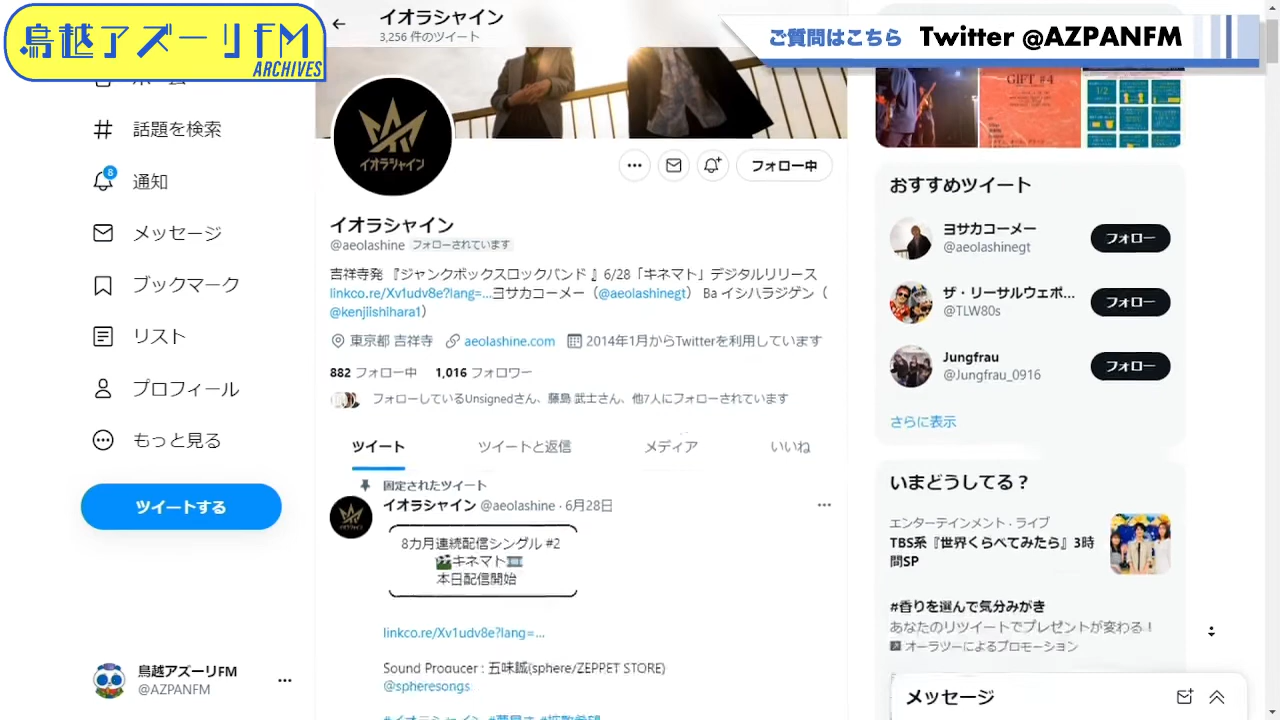 鳥越アズーリFM
ARCHIVES
ご質問はこちら Twitter @AZPANFM
イオラシャイン
3,256 件のツイート
話題を検索
8
通知
メッセージ
ブックマーク
リスト
プロフィール
もっと見る
ツイートする
鳥越アズーリFM
@AZPANFM
イオラシャイン
フォロー中
イオラシャイン
@aeolashine フォローされています
吉祥寺発 『ジャンクボックスロックバンド 』6/28「キネマト」デジタルリリース
linkco.re/Xv1udv8e?lang=…ヨサカコーメー（@aeolashinegt） Ba イシハラジゲン（
@kenjiishihara1）
東京都 吉祥寺 aeolashine.com 2014年1月からTwitterを利用しています
882 フォロー中 1,016 フォロワー
フォローしているUnsignedさん、藤島 武士さん、他7人にフォローされています
ツイート ツイートと返信 メディア いいね
固定されたツイート
イオラシャイン @aeolashine · 6月28日
8カ月連続配信シングル #2
🎬キネマト🎞
本日配信開始
linkco.re/Xv1udv8e?lang=…
Sound Producer : 五味誠(sphere/ZEPPET STORE)
@spheresongs
#イオラシャイン
GIFT #4
1/2
おすすめツイート
ヨサカコーメー
@aeolashinegt
フォロー
ザ・リーサルウェポ…
@TLW80s
フォロー
Jungfrau
@Jungfrau_0916
フォロー
さらに表示
いまどうしてる？
エンターテインメント · ライブ
TBS系『世界くらべてみたら』3時
間SP
#香りを選んで気分みがき
あなたのリツイートでプレゼントが変わる！
オーラツーによるプロモーション
メッセージ